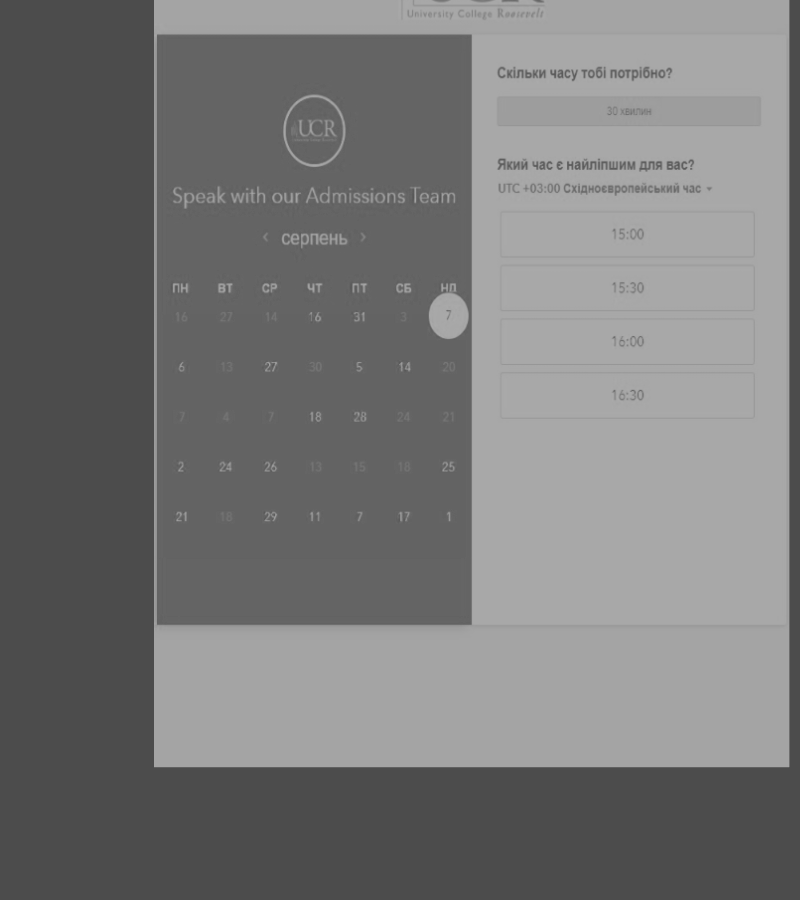 University College Roosevelt
UCR
Speak with our Admissions Team
‹ серпень ›
ПН ВТ СР ЧТ ПТ СБ НД
16 27 14 16 31 3 7
6 13 27 30 5 14 20
7 4 7 18 28 24 21
2 24 26 13 15 18 25
21 18 29 11 7 17 1
Скільки часу тобі потрібно?
30 хвилин
Який час є найліпшим для вас?
UTC +03:00 Східноєвропейський час
15:00
15:30
16:00
16:30